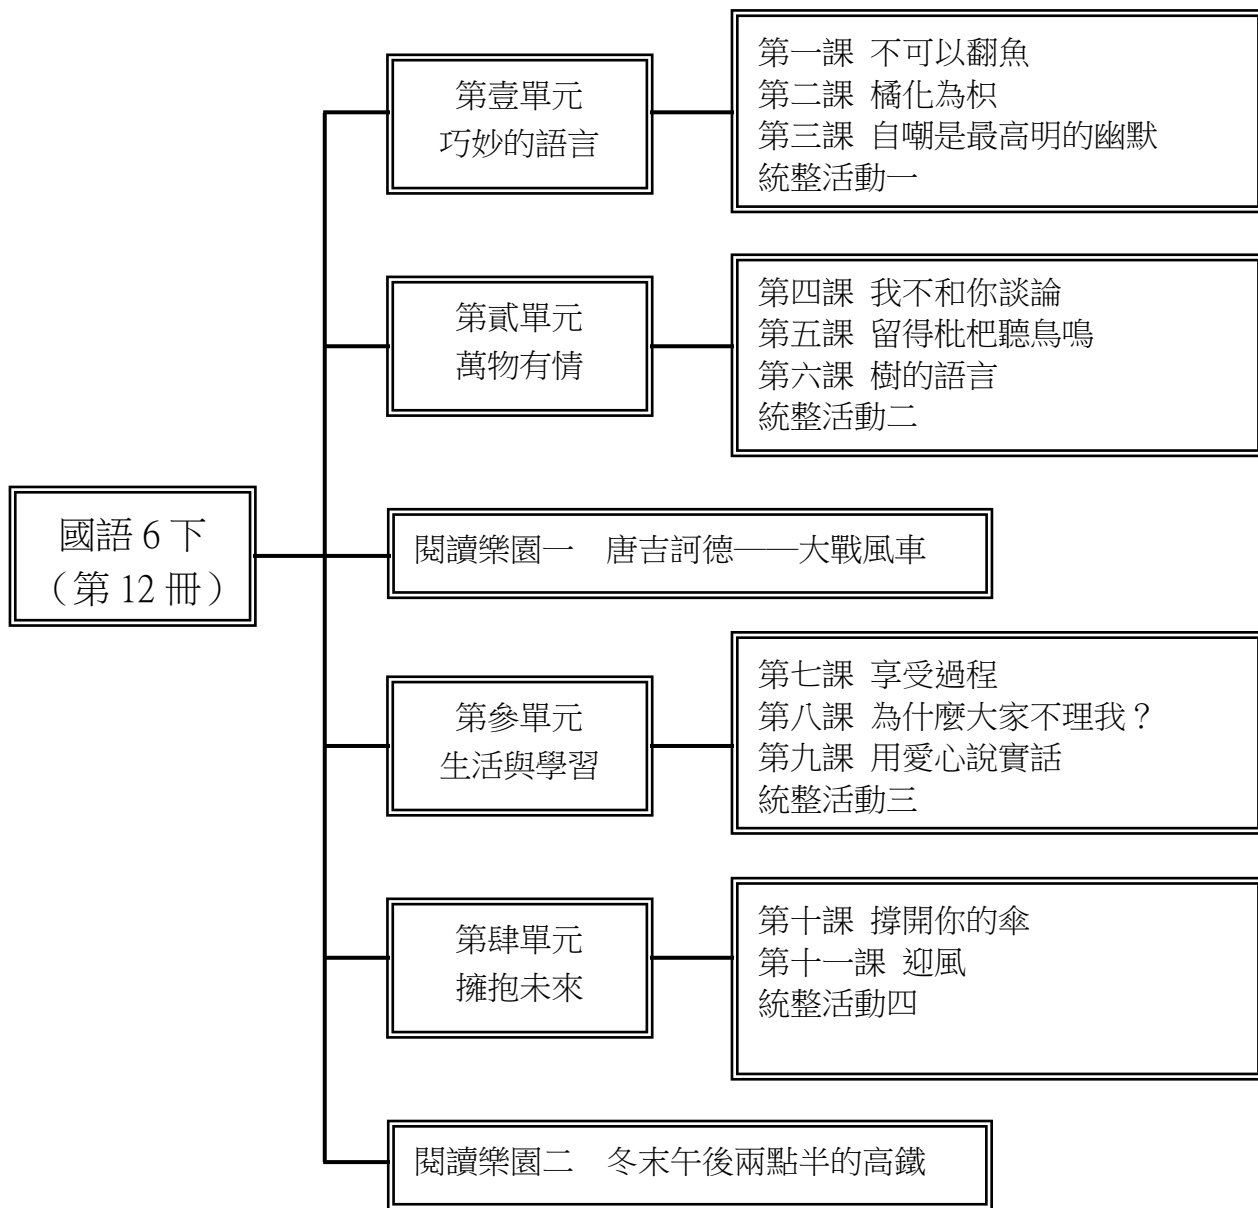 國語 6 下
（第 12 冊）
第壹單元
巧妙的語言
第一課 不可以翻魚
第二課 橘化為枳
第三課 自嘲是最高明的幽默
統整活動一
第貳單元
萬物有情
第四課 我不和你談論
第五課 留得枇杷聽鳥鳴
第六課 樹的語言
統整活動二
閱讀樂園一　唐吉訶德——大戰風車
第參單元
生活與學習
第七課 享受過程
第八課 為什麼大家不理我？
第九課 用愛心說實話
統整活動三
第肆單元
擁抱未來
第十課 撐開你的傘
第十一課 迎風
統整活動四
閱讀樂園二　冬末午後兩點半的高鐵